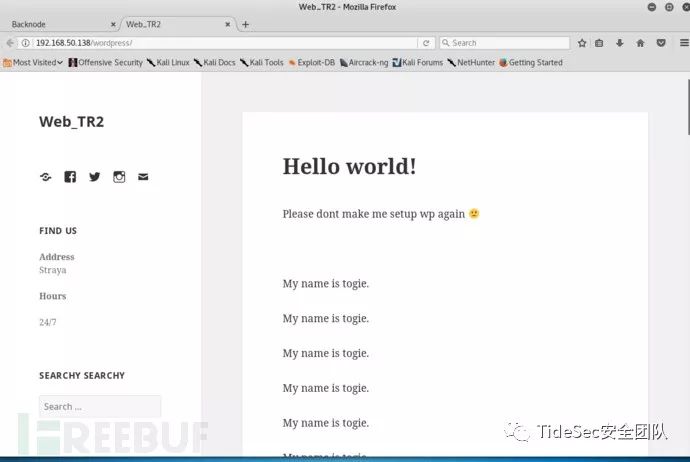 Web_TR2 - Mozilla Firefox
Backnode
Web_TR2
192.168.50.138/wordpress/
Search
Most Visited
Offensive Security
Kali Linux
Kali Docs
Kali Tools
Exploit-DB
Aircrack-ng
Kali Forums
NetHunter
Getting Started
Web_TR2
FIND US
Address
Straya
Hours
24/7
SEARCHY SEARCHY
Search ...
Hello world!
Please dont make me setup wp again 🙁
My name is togie.
My name is togie.
My name is togie.
My name is togie.
My name is togie.
My name is togie.
FREEBUF
TideSec安全团队